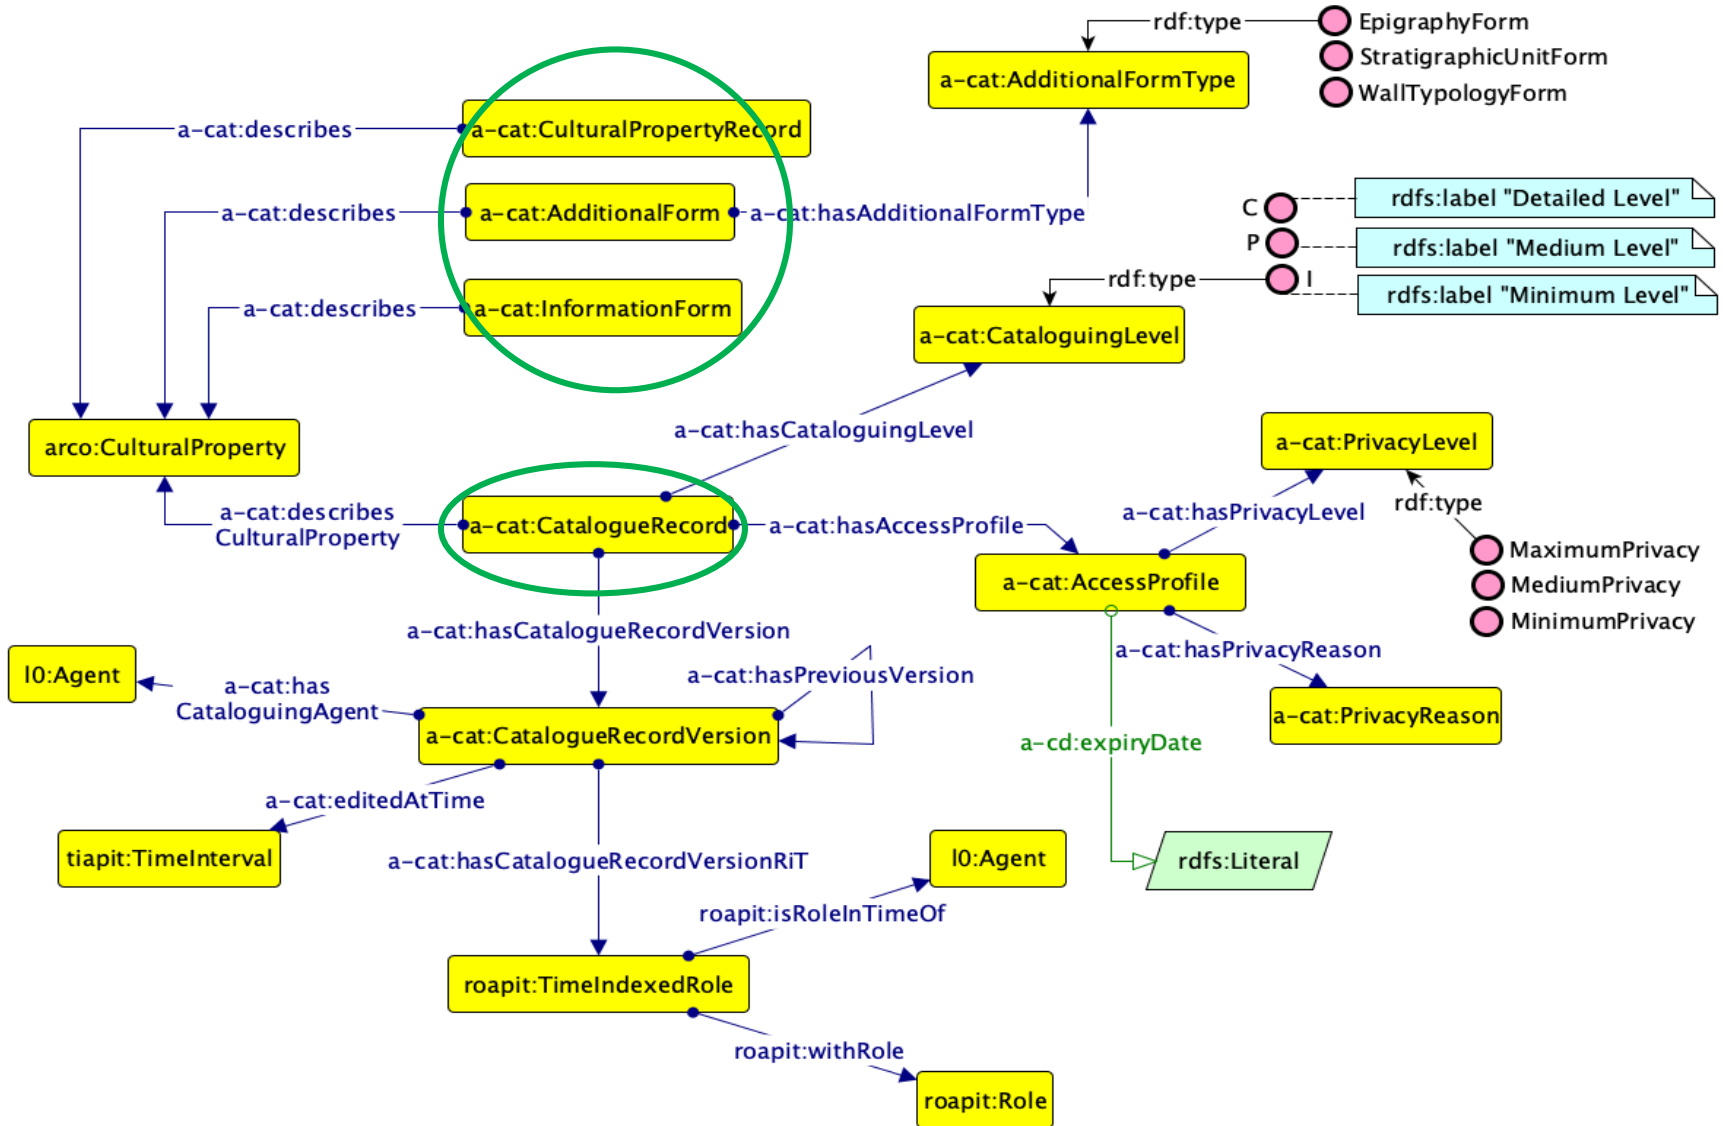 rdf:type
EpigraphyForm
StratigraphicUnitForm
WallTypologyForm
a-cat:AdditionalFormType
a-cat:describes
a-cat:CulturalPropertyRecord
a-cat:describes
a-cat:AdditionalForm
a-cat:hasAdditionalFormType
C
rdfs:label "Detailed Level"
P
rdfs:label "Medium Level"
rdf:type
I
rdfs:label "Minimum Level"
a-cat:describes
a-cat:InformationForm
a-cat:CataloguingLevel
a-cat:hasCataloguingLevel
arco:CulturalProperty
a-cat:PrivacyLevel
a-cat:describes
CulturalProperty
a-cat:CatalogueRecord
a-cat:hasAccessProfile
a-cat:hasPrivacyLevel
rdf:type
MaximumPrivacy
MediumPrivacy
MinimumPrivacy
a-cat:AccessProfile
a-cat:hasCatalogueRecordVersion
a-cat:hasPrivacyReason
l0:Agent
a-cat:has
CataloguingAgent
a-cat:hasPreviousVersion
a-cat:PrivacyReason
a-cat:CatalogueRecordVersion
a-cd:expiryDate
a-cat:editedAtTime
tiapit:TimeInterval
a-cat:hasCatalogueRecordVersionRiT
l0:Agent
rdfs:Literal
roapit:isRoleInTimeOf
roapit:TimeIndexedRole
roapit:withRole
roapit:Role